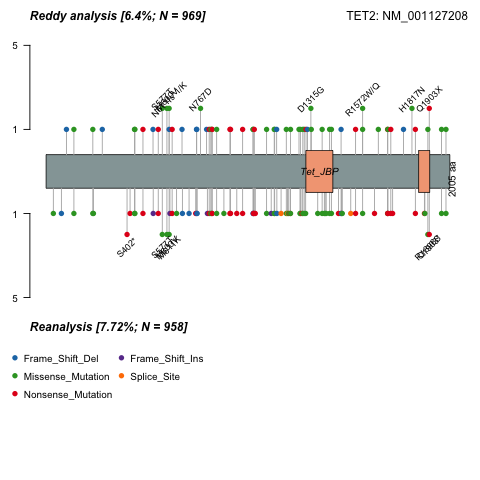 Reddy analysis [6.4%; N = 969]
TET2: NM_001127208
5
N767D
D1315G
R1572W/Q
H1817N
Q1903X
1
Tet_JBP
2005 aa
1
S402*
5
Reanalysis [7.72%; N = 958]
Frame_Shift_Del
Frame_Shift_Ins
Missense_Mutation
Splice_Site
Nonsense_Mutation